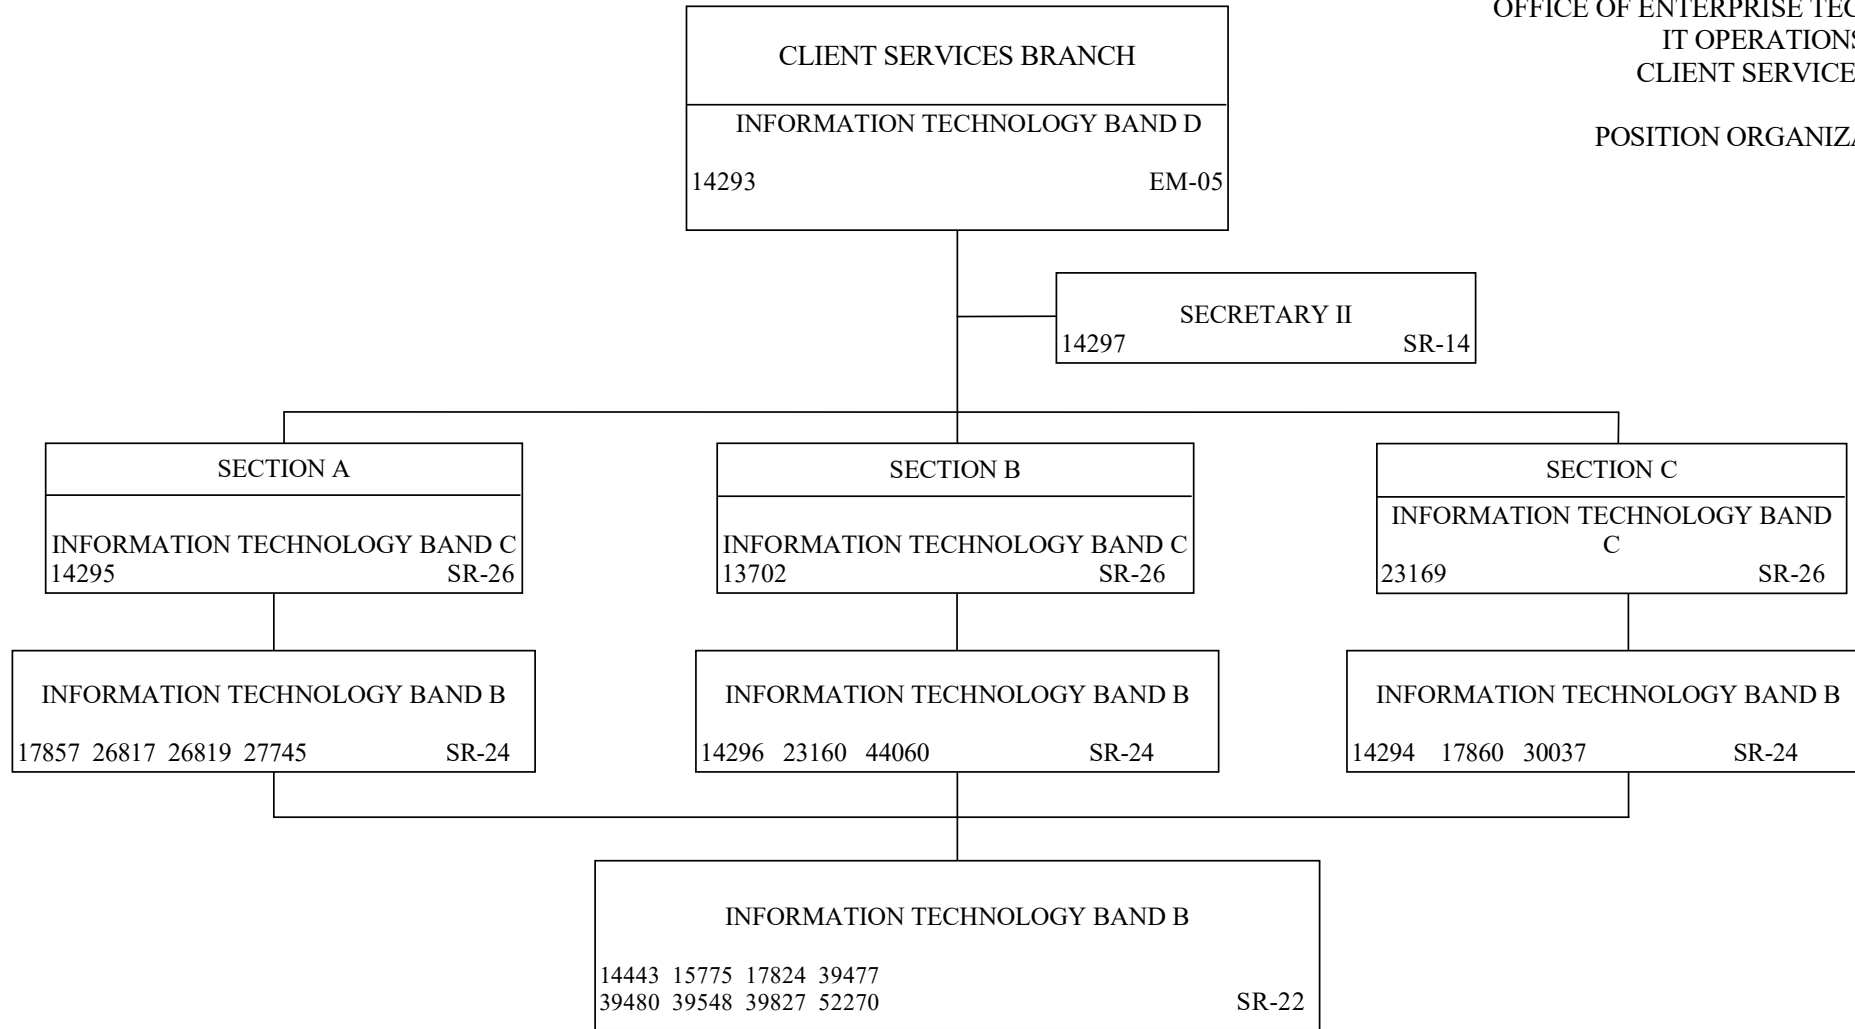 OFFICE OF ENTERPRISE
IT OPERATIONS
CLIENT
POSITION
CLIENT SERVICES BRANCH
INFORMATION TECHNOLOGY BAND D
14293 EM-05
SECRETARY II
14297 SR-14
SECTION A
INFORMATION TECHNOLOGY BAND C
14295 SR-26
SECTION B
INFORMATION TECHNOLOGY BAND C
13702 SR-26
SECTION C
INFORMATION TECHNOLOGY BAND
C
23169 SR-26
INFORMATION TECHNOLOGY BAND B
17857 26817 26819 27745 SR-24
INFORMATION TECHNOLOGY BAND B
14296 23160 44060 SR-24
INFORMATION TECHNOLOGY BAND B
14294 17860 30037 SR-24
INFORMATION TECHNOLOGY BAND B
14443 15775 17824 39477
39480 39548 39827 52270 SR-22